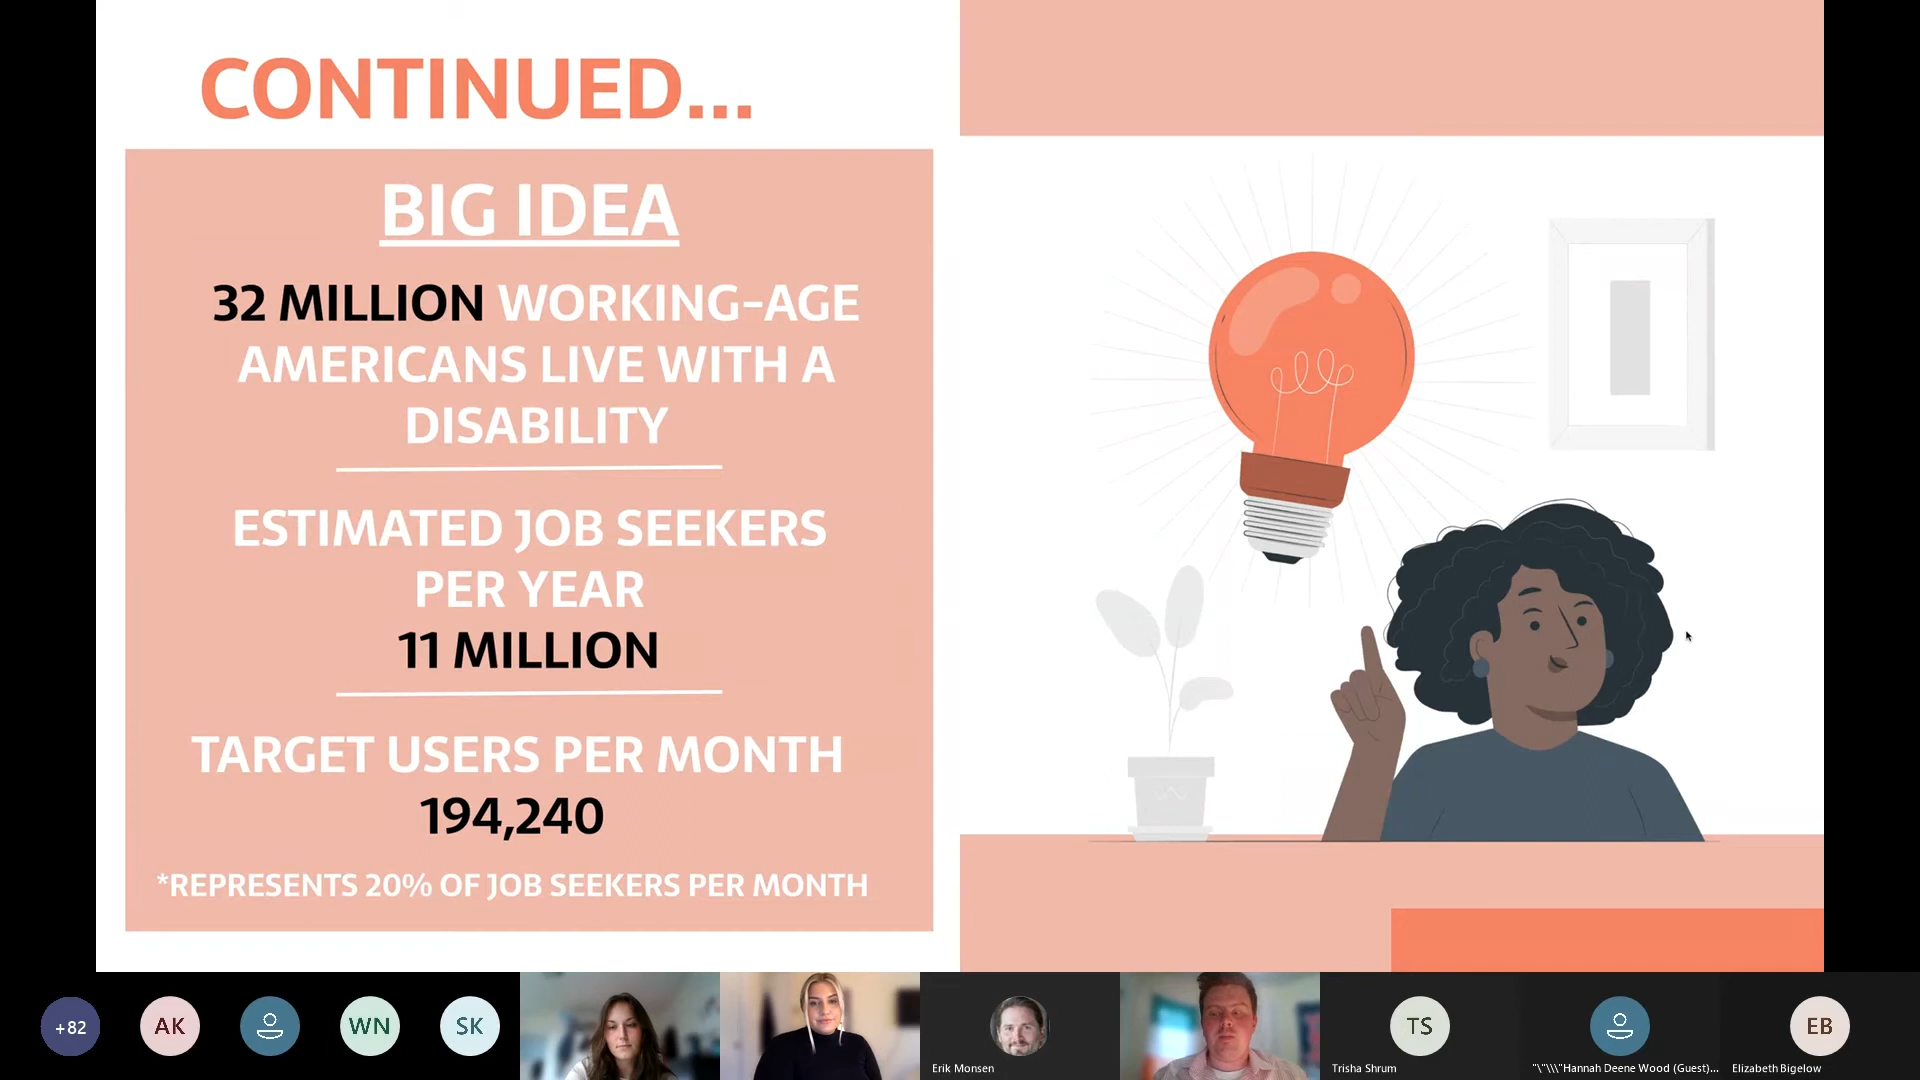 CONTINUED...
BIG IDEA
32 MILLION WORKING-AGE
AMERICANS LIVE WITH A
DISABILITY
ESTIMATED JOB SEEKERS
PER YEAR
11 MILLION
TARGET USERS PER MONTH
194,240
*REPRESENTS 20% OF JOB SEEKERS PER MONTH
+82
AK
WN
SK
Erik Monsen
TS
Trisha Shrum
"\"\\\"Hannah Deene Wood (Guest)...
EB
Elizabeth Bigelow